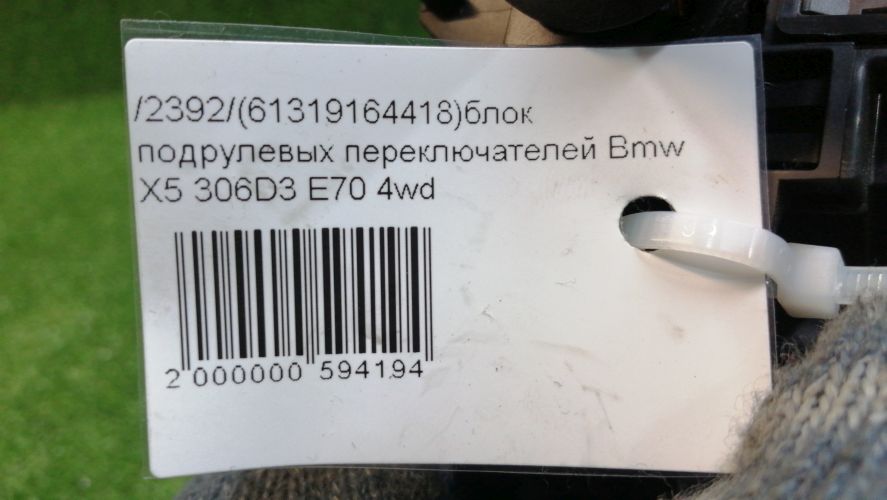 /2392/(61319164418)блок
подрулевых переключателей Bmw
X5 306D3 E70 4wd
2 000000 594194